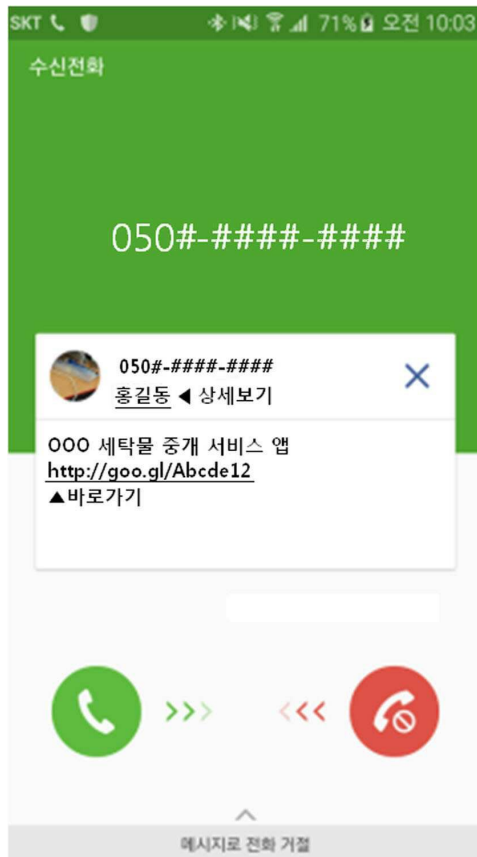 SKT 71% 오전 10:03
수신전화
050#-####-####
050#-####-####
홍길동 ◀ 상세보기
OOO 세탁물 중개 서비스 앱
http://goo.gl/Abcde12
▲바로가기
메시지로 전화 거절